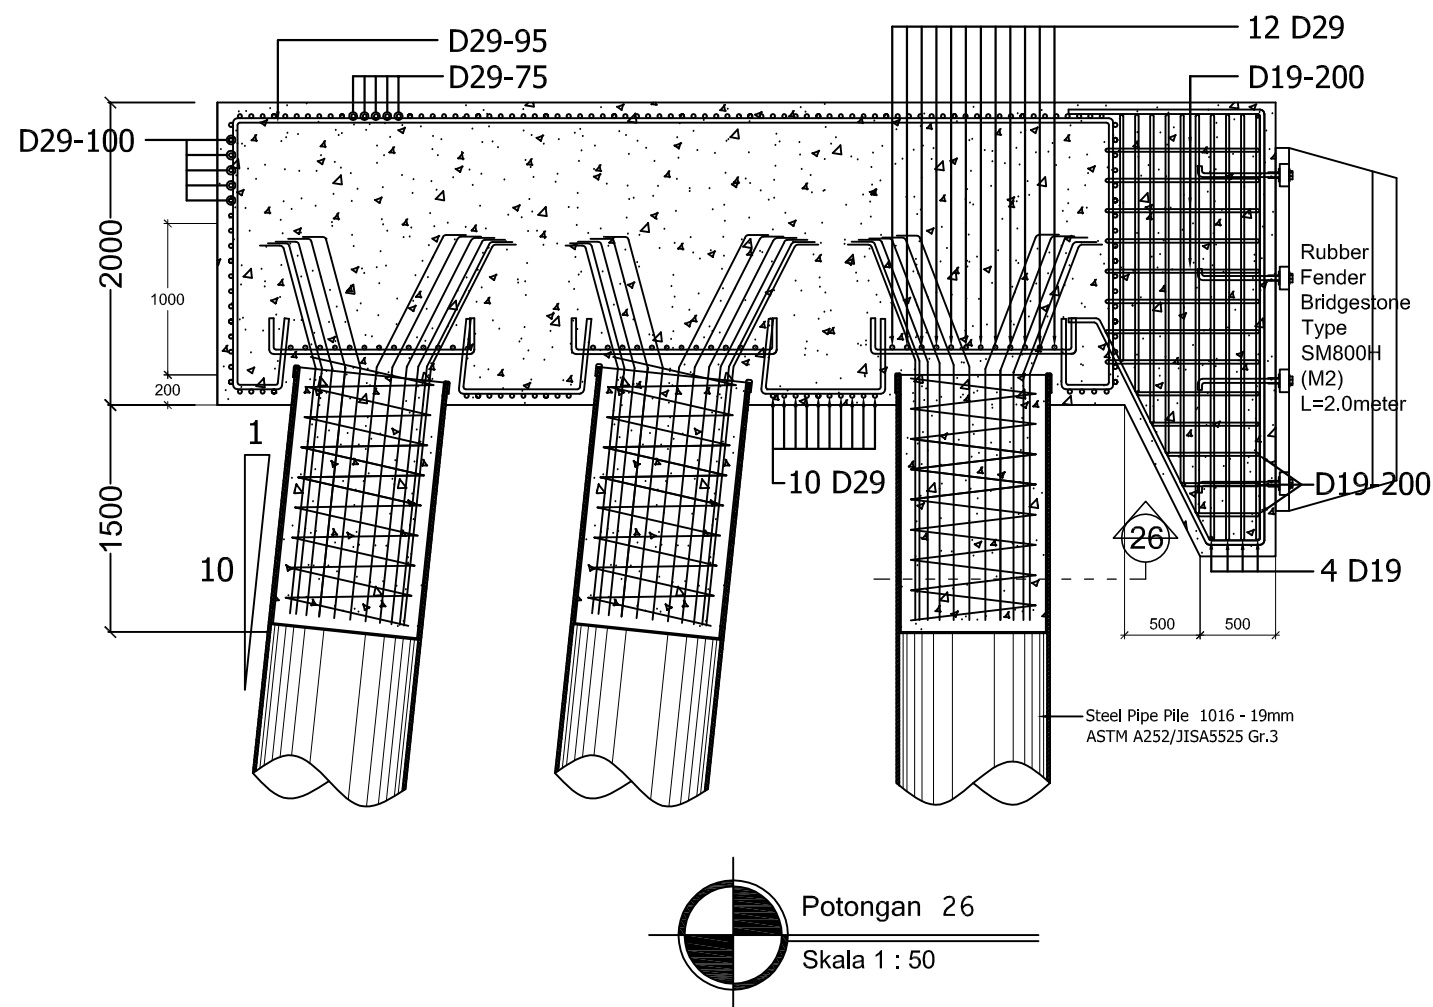 D29-95
D29-75
D29-100
12 D29
D19-200
2000
1000
200
1500
1
10
10 D29
Rubber
Fender
Bridgestone
Type
SM800H
(M2)
L=2.0meter
D19-200
26
4 D19
500
500
Steel Pipe Pile 1016 - 19mm
ASTM A252/JISA5525 Gr.3
Potongan 26
Skala 1 : 50